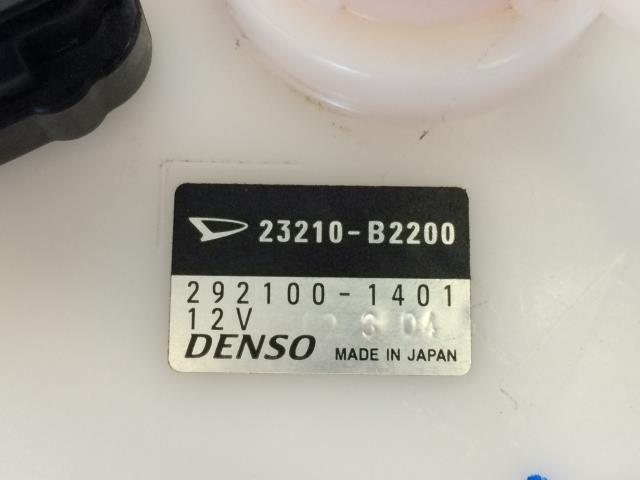 23210-B2200
292100-1401
12V
DENSO MADE IN JAPAN